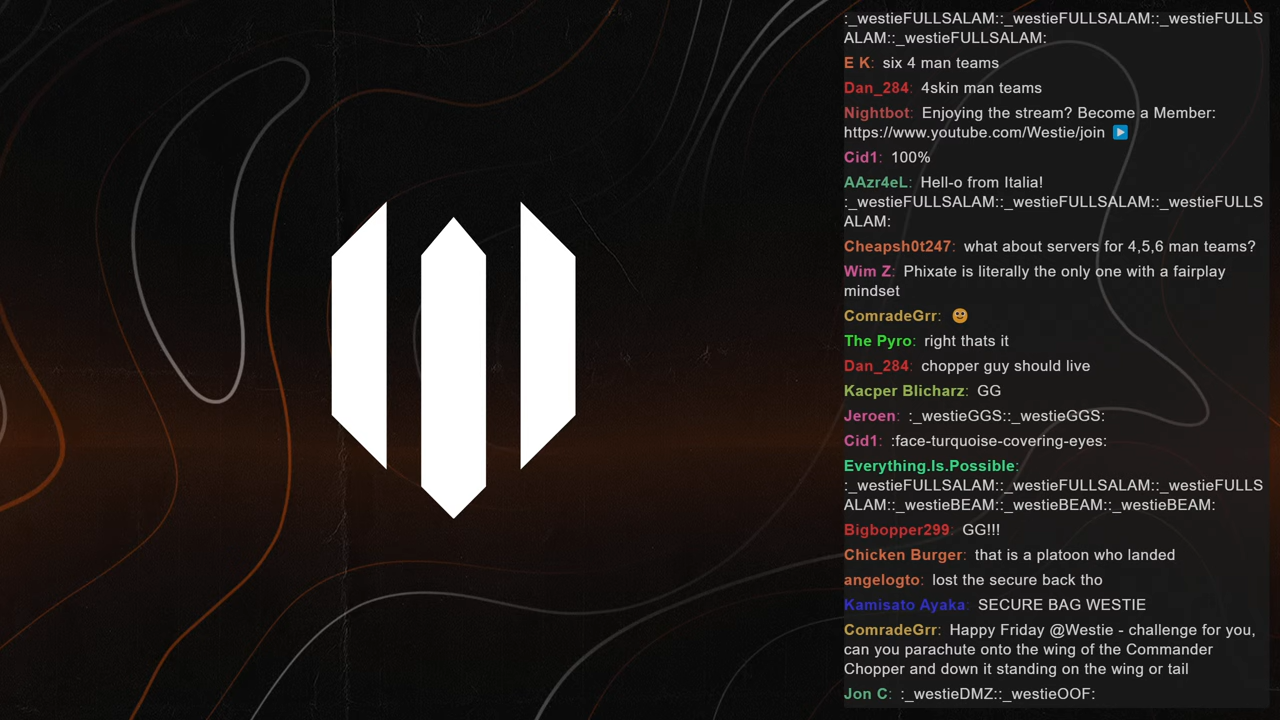 :_westieFULLSALAM::_westieFULLSALAM::_westieFULLS
ALAM::_westieFULLSALAM:
E K: six 4 man teams
Dan_284: 4skin man teams
Nightbot: Enjoying the stream? Become a Member:
https://www.youtube.com/Westie/join ▶️
Cid1: 100%
AAzr4eL: Hell-o from Italia!
:_westieFULLSALAM::_westieFULLSALAM::_westieFULLS
ALAM:
Cheapsh0t247: what about servers for 4,5,6 man teams?
Wim Z: Phixate is literally the only one with a fairplay
mindset
ComradeGrr: 🙂
The Pyro: right thats it
Dan_284: chopper guy should live
Kacper Blicharz: GG
Jeroen: :_westieGGS::_westieGGS:
Cid1: :face-turquoise-covering-eyes:
Everything.Is.Possible:
:_westieFULLSALAM::_westieFULLSALAM::_westieFULLS
ALAM::_westieBEAM::_westieBEAM::_westieBEAM:
Bigbopper299: GG!!!
Chicken Burger: that is a platoon who landed
angelogto: lost the secure back tho
Kamisato Ayaka: SECURE BAG WESTIE
ComradeGrr: Happy Friday @Westie - challenge for you,
can you parachute onto the wing of the Commander
Chopper and down it standing on the wing or tail
Jon C: :_westieDMZ::_westieOOF: